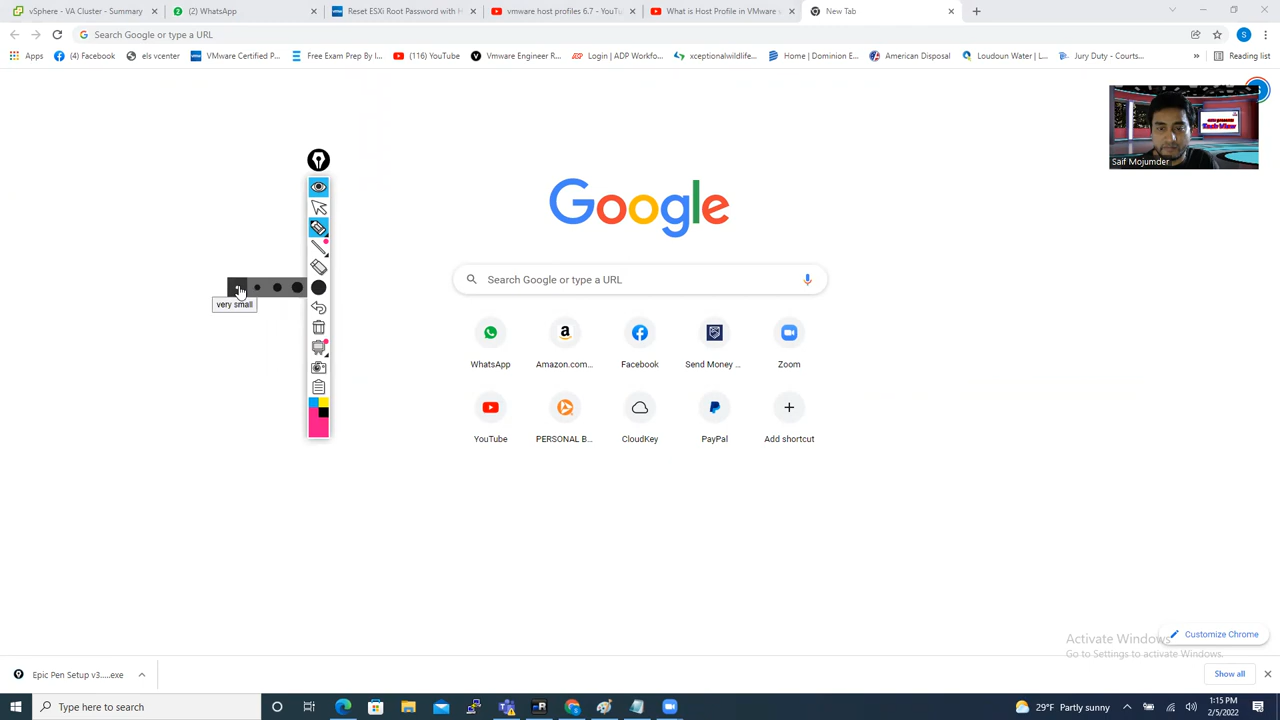 vSphere - VA Cluster - Summary
(2) WhatsApp
Reset ESXi Root Password with H
vmware host profiles 6.7 - YouTu
What is Host Profile in VMware v
New Tab
Search Google or type a URL
Apps
(4) Facebook
els vcenter
VMware Certified P...
Free Exam Prep By I...
(116) YouTube
Vmware Engineer R...
Login | ADP Workfo...
xceptionalwildlife...
Home | Dominion E...
American Disposal
Loudoun Water | L...
Jury Duty - Courts...
»
Reading list
Tech View
Saif Mojumder
Google
Search Google or type a URL
very small
WhatsApp
Amazon.com...
Facebook
Send Money ...
Zoom
YouTube
PERSONAL B...
CloudKey
PayPal
Add shortcut
Activate Windows
Go to Settings to activate Windows.
Customize Chrome
Epic Pen Setup v3.....exe
Show all
Type here to search
29°F Partly sunny
1:15 PM
2/5/2022